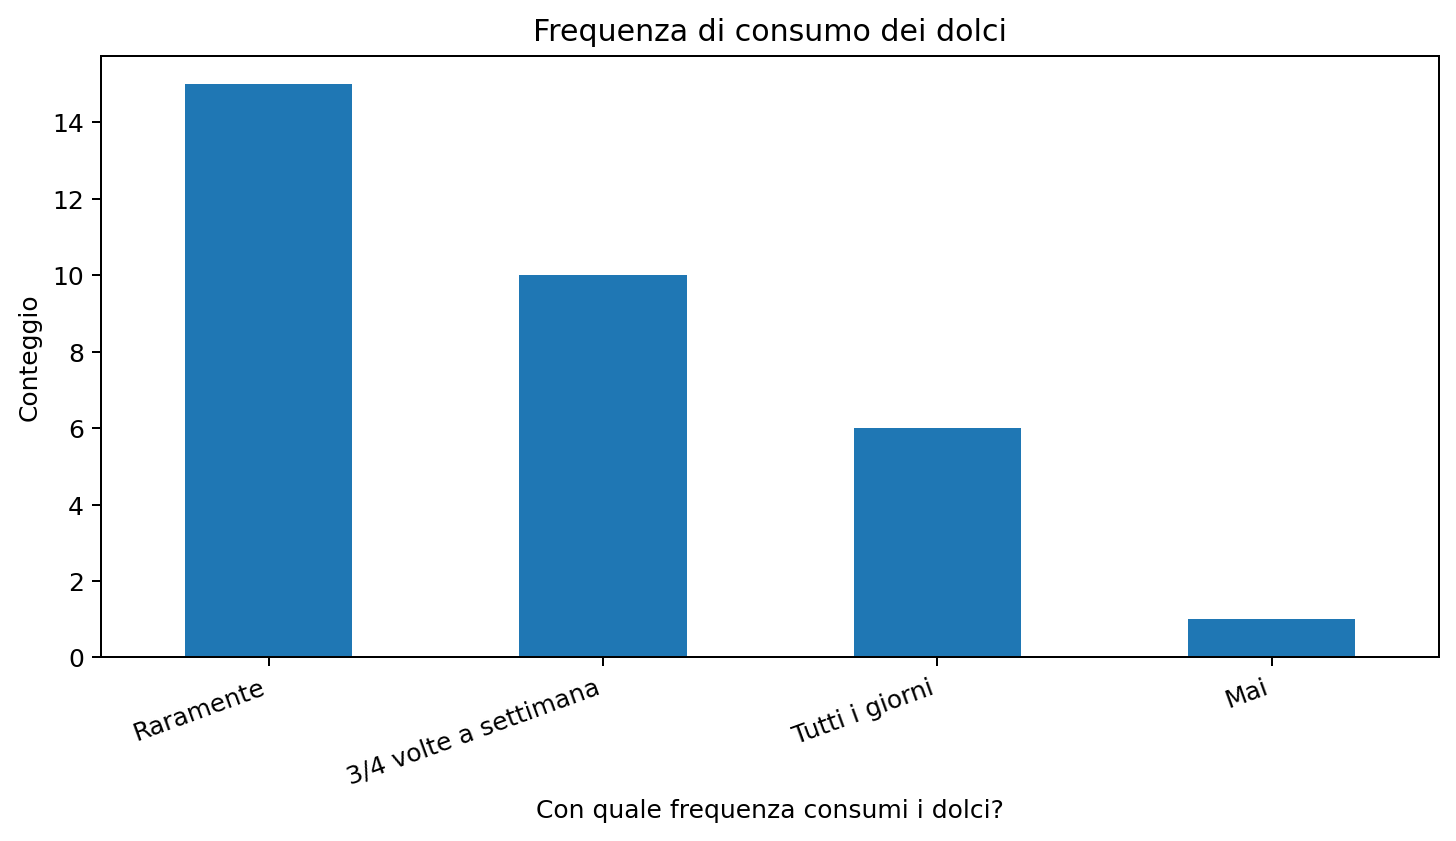 Frequenza di consumo dei dolci
Conteggio
14
12
10
8
6
4
2
0
Raramente
3/4 volte a settimana
Tutti i giorni
Mai
Con quale frequenza consumi i dolci?